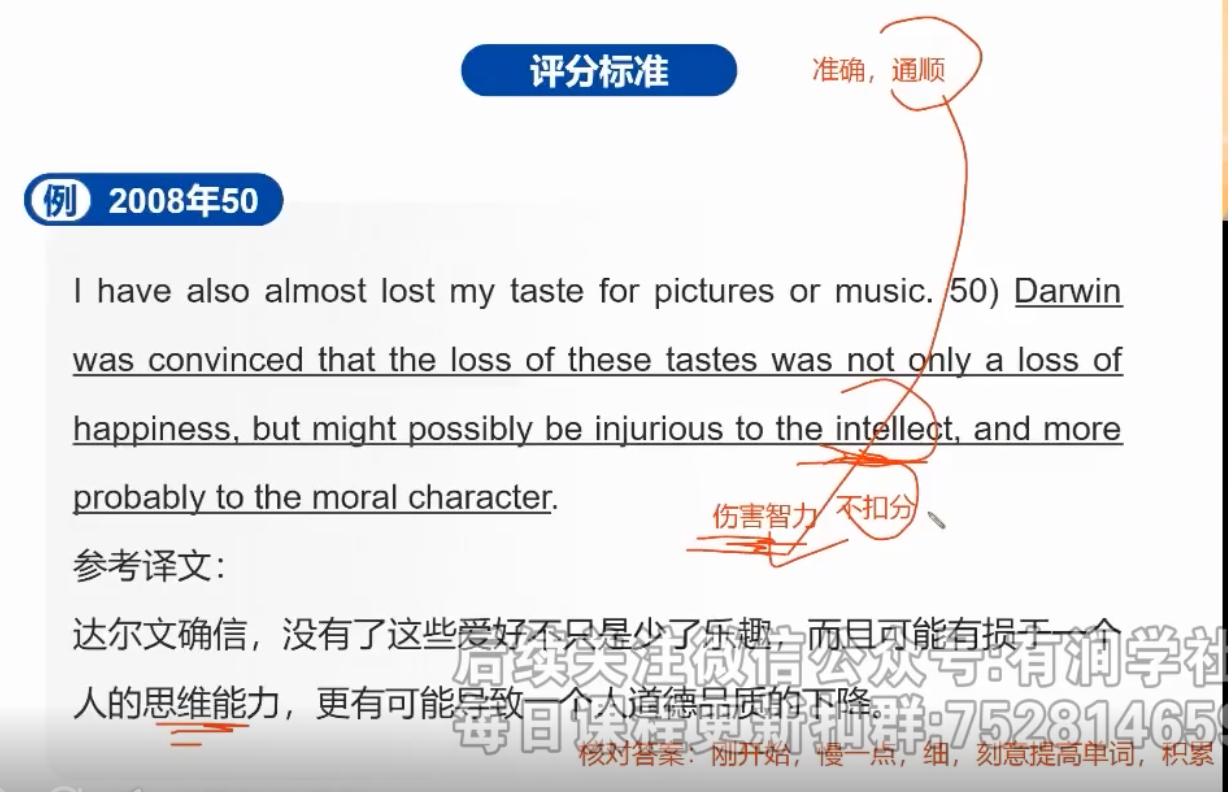 评分标准
准确，通顺
例 2008年50
I have also almost lost my taste for pictures or music. 50) Darwin
was convinced that the loss of these tastes was not only a loss of
happiness, but might possibly be injurious to the intellect, and more
probably to the moral character.
伤害智力 不扣分
参考译文：
达尔文确信，没有了这些爱好不只是少了乐趣，而且可能有损于一个
后续关注微信公众号:有润学社
人的思维能力，更有可能导致一个人道德品质的下降。
每日课程更新扣群:752814659
核对答案：刚开始，慢一点，细，刻意提高单词，积累